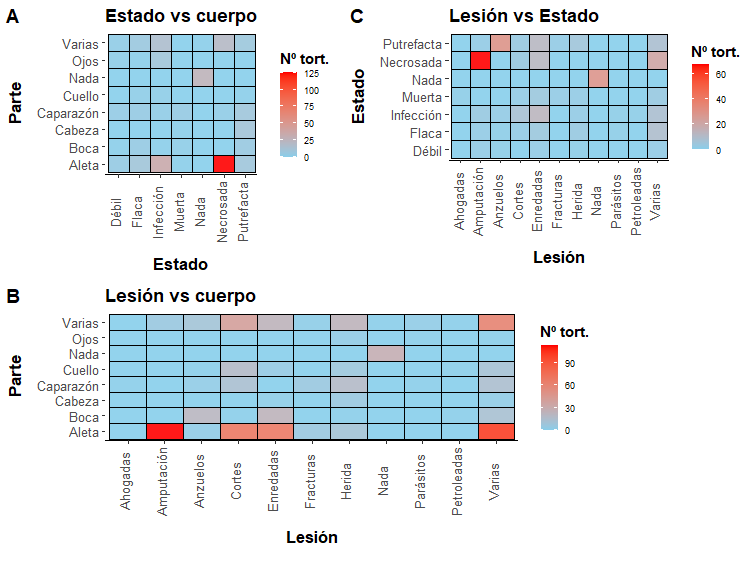 A
Estado vs cuerpo
Parte
Varias
Ojos
Nada
Cuello
Caparazón
Cabeza
Boca
Aleta
Débil
Flaca
Infección
Muerta
Nada
Necrosada
Putrefacta
Estado
Nº tort.
125
100
75
50
25
0
C
Lesión vs Estado
Estado
Putrefacta
Necrosada
Nada
Muerta
Infección
Flaca
Débil
Ahogadas
Amputación
Anzuelos
Cortes
Enredadas
Fracturas
Herida
Nada
Parásitos
Petroleadas
Varias
Lesión
Nº tort.
60
40
20
0
B
Lesión vs cuerpo
Parte
Varias
Ojos
Nada
Cuello
Caparazón
Cabeza
Boca
Aleta
Ahogadas
Amputación
Anzuelos
Cortes
Enredadas
Fracturas
Herida
Nada
Parásitos
Petroleadas
Varias
Lesión
Nº tort.
90
60
30
0